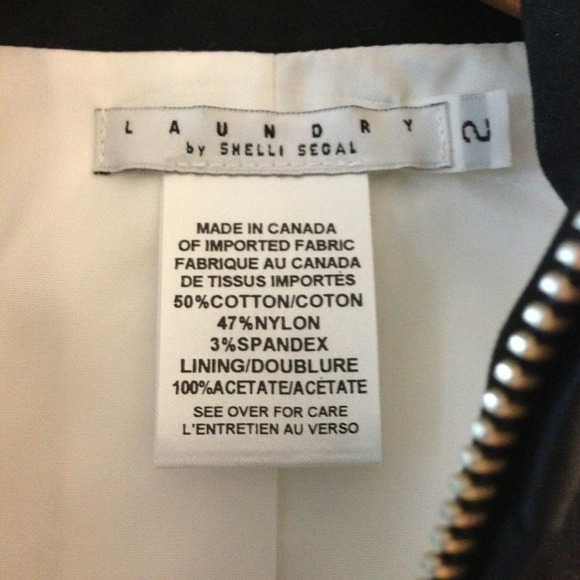 LAUNDRY
by SHELLI SEGAL
2
MADE IN CANADA
OF IMPORTED FABRIC
FABRIQUE AU CANADA
DE TISSUS IMPORTÉS
50%COTTON/COTON
47%NYLON
3%SPANDEX
LINING/DOUBLURE
100%ACETATE/ACÉTATE
SEE OVER FOR CARE
L'ENTRETIEN AU VERSO